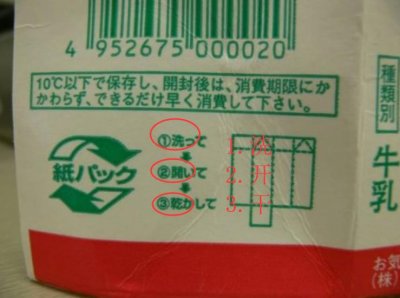 4 952675 000020
10℃以下で保存し、開封後は、消費期限にか
かわらず、できるだけ早く消費して下さい。
種類別
牛乳
紙パック
①洗って
②開いて
③乾かして
1. 洗
2. 开
3. 干
お気
(株)